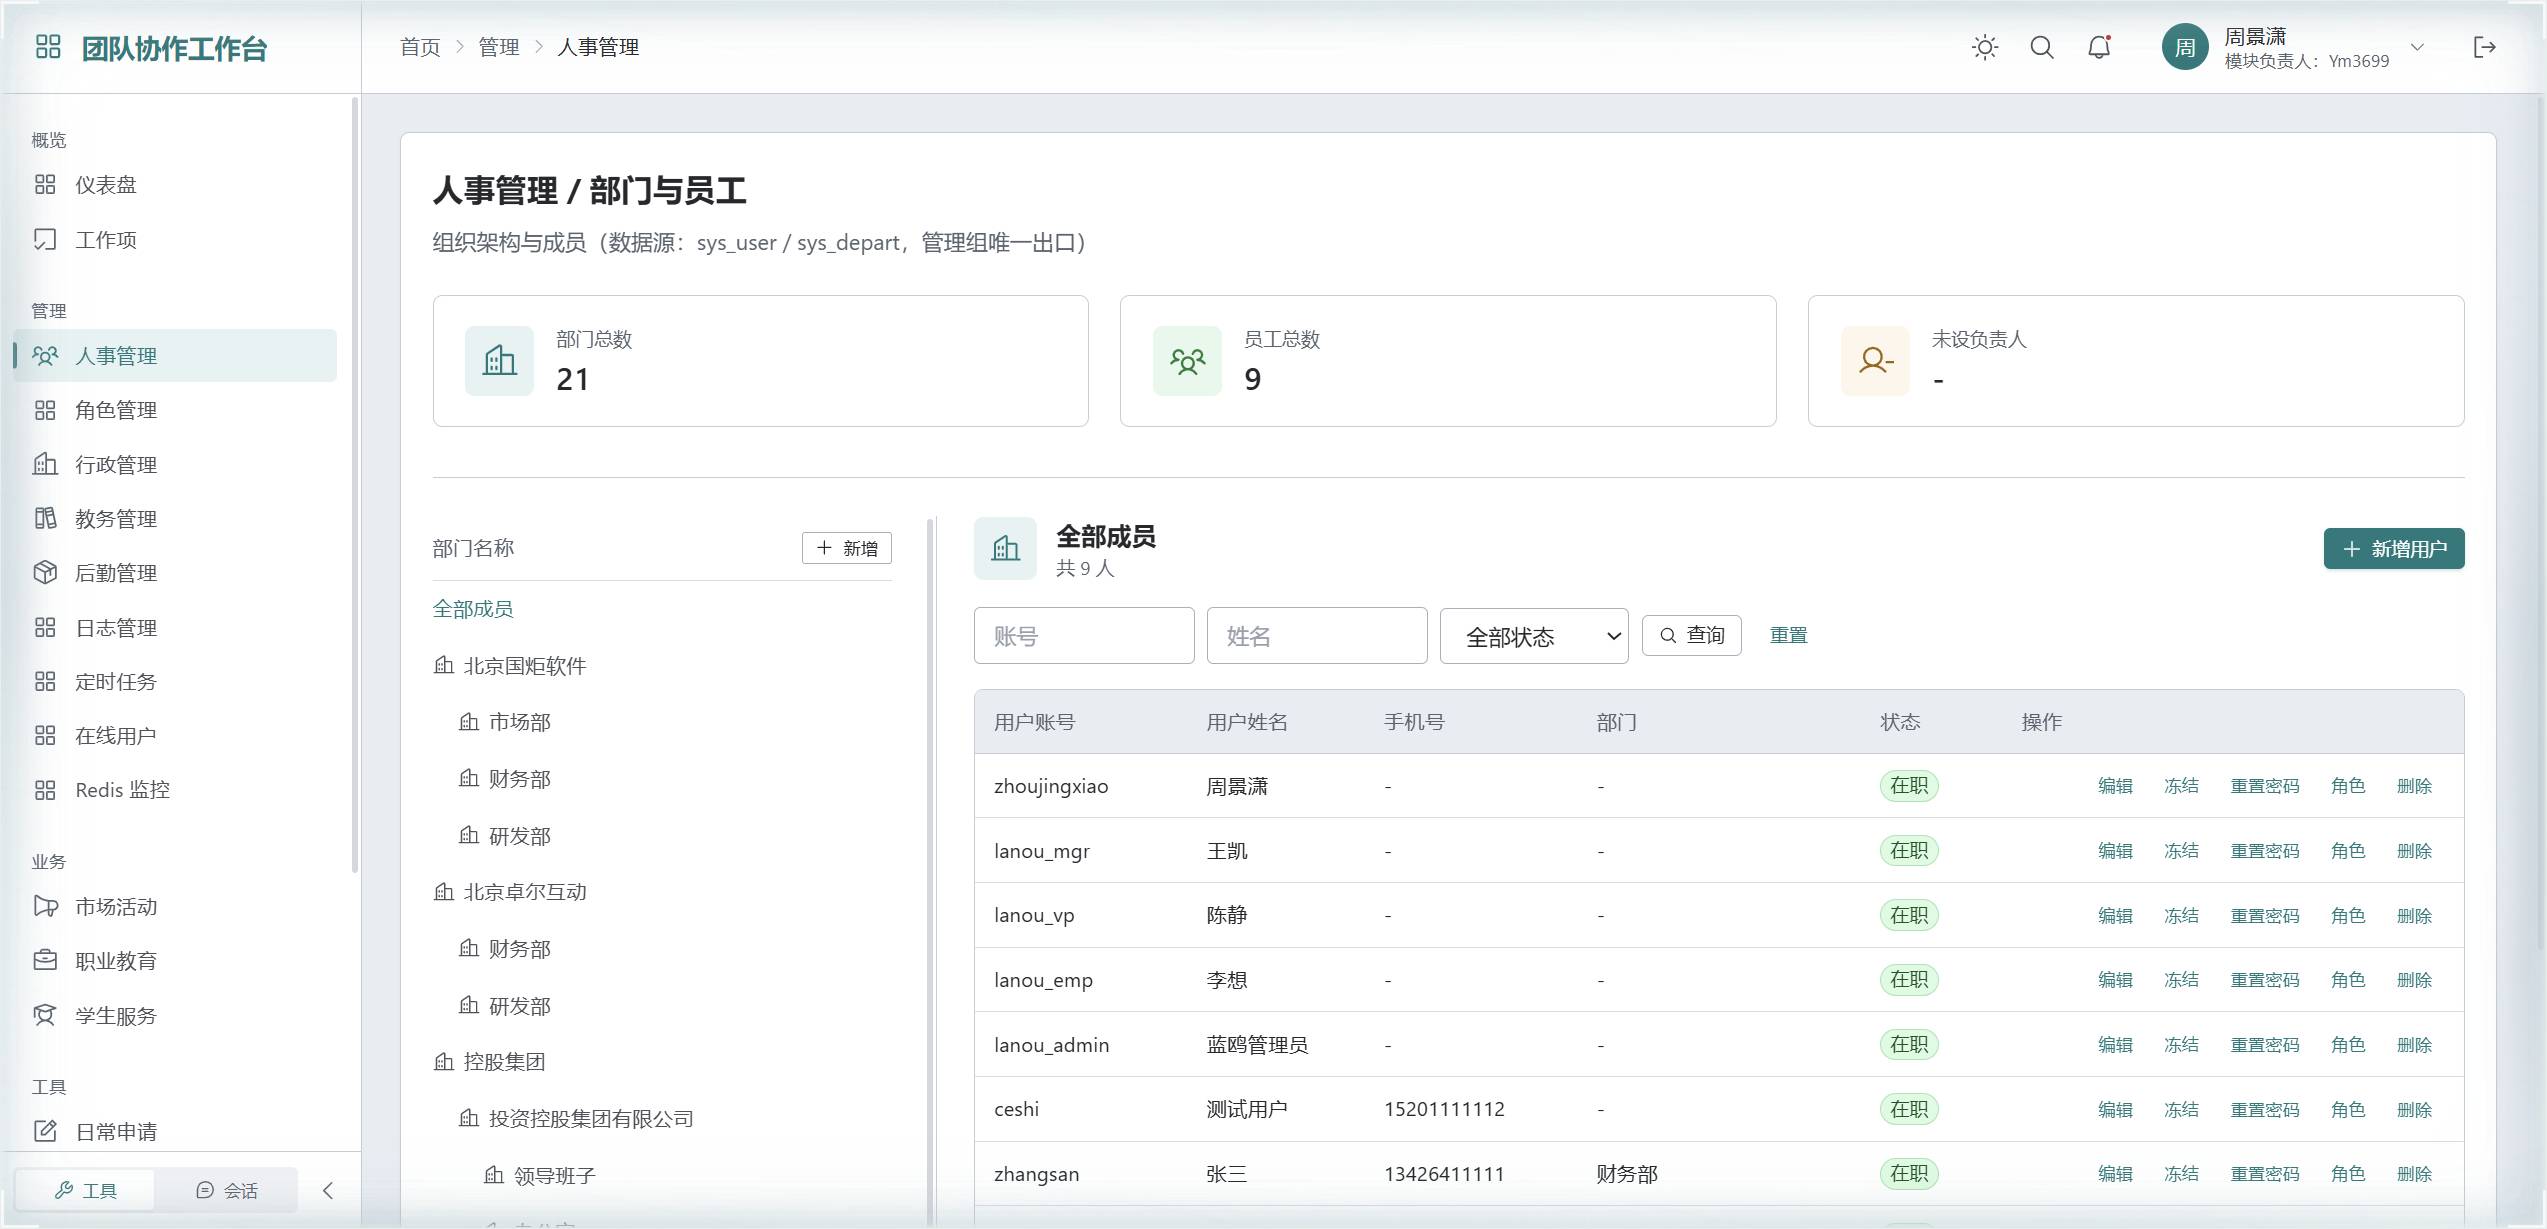 团队协作工作台
首页 > 管理 > 人事管理
周
周景潇
模块负责人：Ym3699
概览
仪表盘
工作项
管理
人事管理
角色管理
行政管理
教务管理
后勤管理
日志管理
定时任务
在线用户
Redis 监控
业务
市场活动
职业教育
学生服务
工具
日常申请
工具
会话
人事管理 / 部门与员工
组织架构与成员（数据源：sys_user / sys_depart，管理组唯一出口）
部门总数
21
员工总数
9
未设负责人
-
部门名称
+ 新增
全部成员
北京国炬软件
市场部
财务部
研发部
北京卓尔互动
财务部
研发部
控股集团
投资控股集团有限公司
领导班子
全部成员
共 9 人
+ 新增用户
账号 姓名 全部状态 查询 重置
用户账号 用户姓名 手机号 部门 状态 操作
zhoujingxiao 周景潇 - - 在职 编辑 冻结 重置密码 角色 删除
lanou_mgr 王凯 - - 在职 编辑 冻结 重置密码 角色 删除
lanou_vp 陈静 - - 在职 编辑 冻结 重置密码 角色 删除
lanou_emp 李想 - - 在职 编辑 冻结 重置密码 角色 删除
lanou_admin 蓝鸥管理员 - - 在职 编辑 冻结 重置密码 角色 删除
ceshi 测试用户 15201111112 - 在职 编辑 冻结 重置密码 角色 删除
zhangsan 张三 13426411111 财务部 在职 编辑 冻结 重置密码 角色 删除